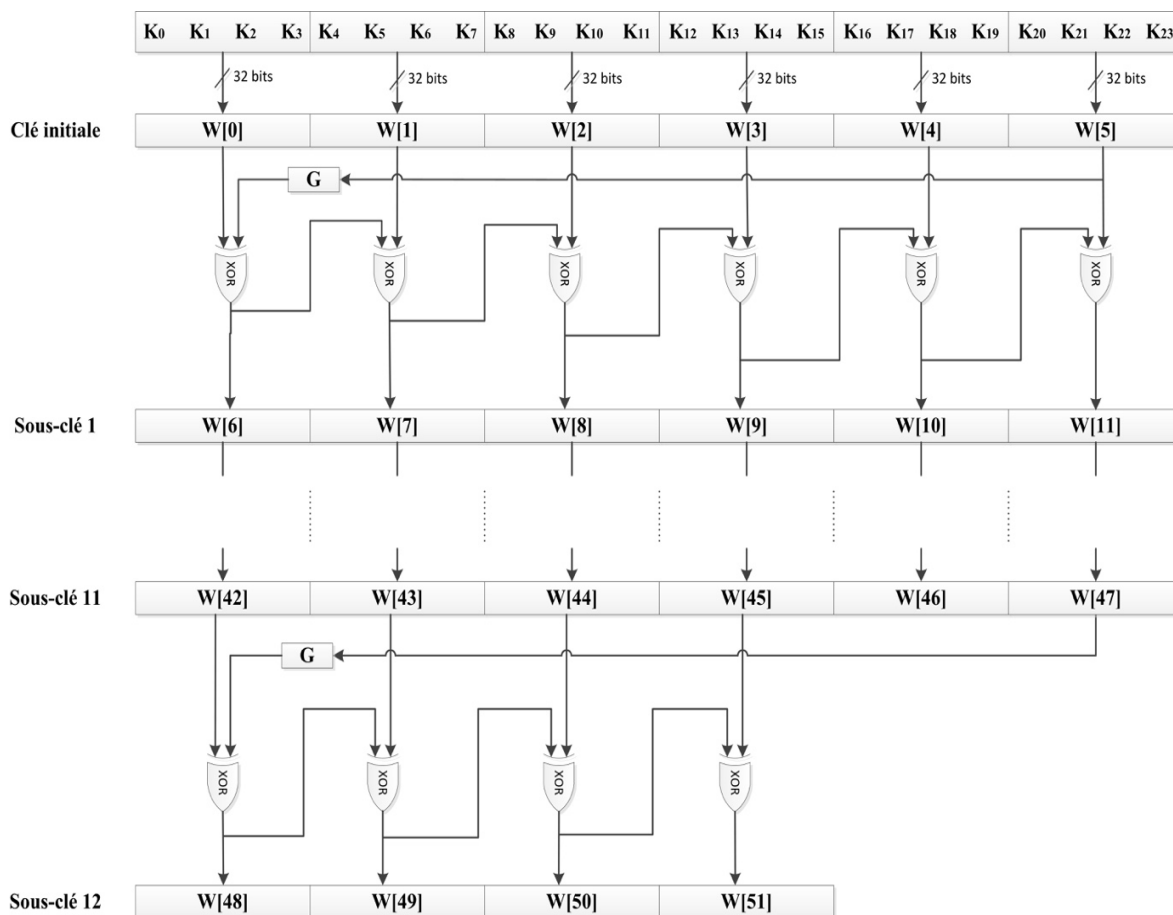 K0 K1 K2 K3 K4 K5 K6 K7 K8 K9 K10 K11 K12 K13 K14 K15 K16 K17 K18 K19 K20 K21 K22 K23
32 bits 32 bits 32 bits 32 bits 32 bits 32 bits
Clé initiale W[0] W[1] W[2] W[3] W[4] W[5]
G
XOR XOR XOR XOR XOR XOR
Sous-clé 1 W[6] W[7] W[8] W[9] W[10] W[11]
Sous-clé 11 W[42] W[43] W[44] W[45] W[46] W[47]
G
XOR XOR XOR XOR
Sous-clé 12 W[48] W[49] W[50] W[51]